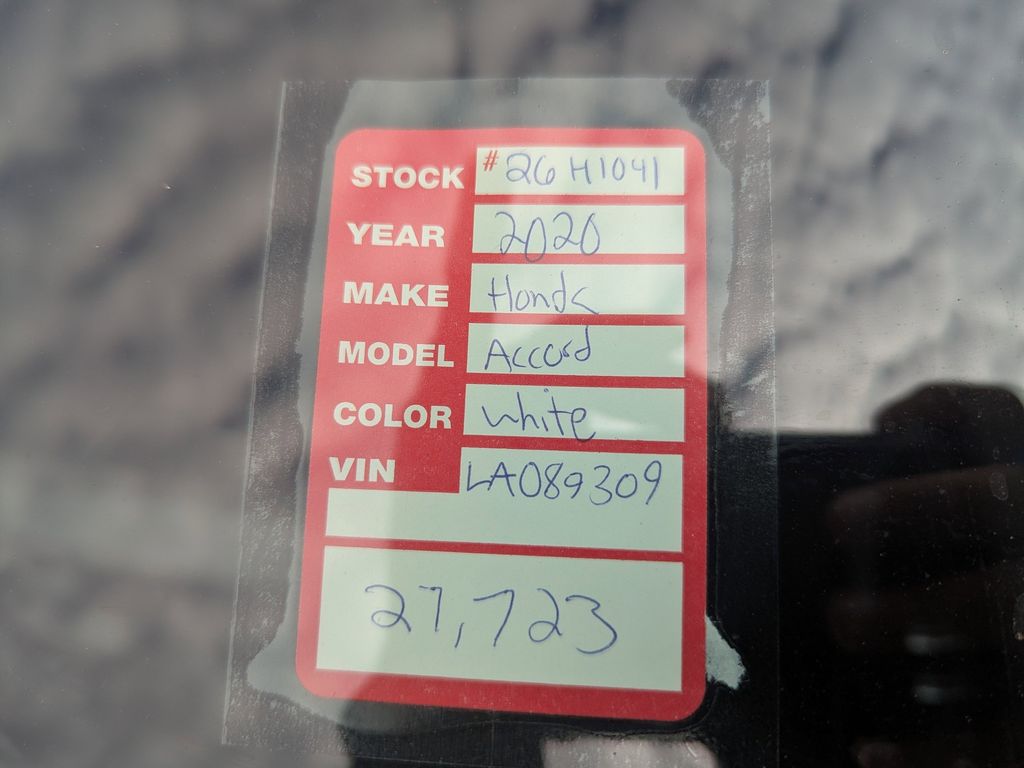 STOCK #26H1041
YEAR 2020
MAKE Honda
MODEL Accord
COLOR white
VIN LA089309
27,723